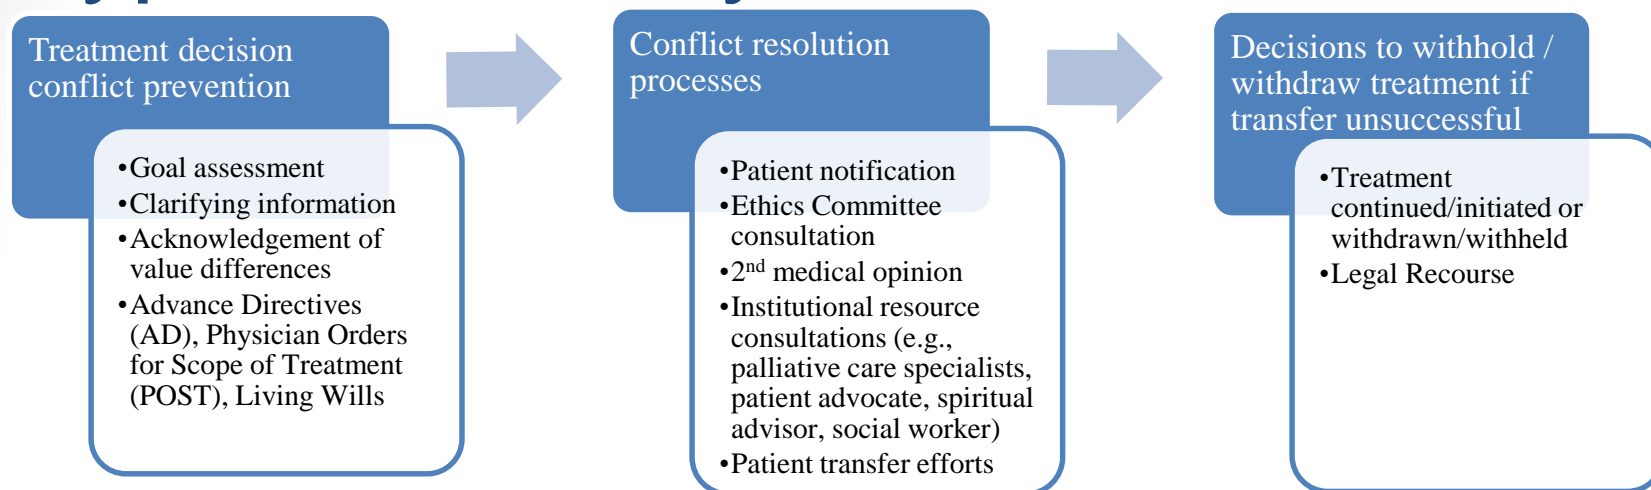 Treatment decision
conflict prevention
•Goal assessment
•Clarifying information
•Acknowledgement of
value differences
•Advance Directives
(AD), Physician Orders
for Scope of Treatment
(POST), Living Wills
Conflict resolution
processes
•Patient notification
•Ethics Committee
consultation
•2nd medical opinion
•Institutional resource
consultations (e.g.,
palliative care specialists,
patient advocate, spiritual
advisor, social worker)
•Patient transfer efforts
Decisions to withhold /
withdraw treatment if
transfer unsuccessful
•Treatment
continued/initiated or
withdrawn/withheld
•Legal Recourse